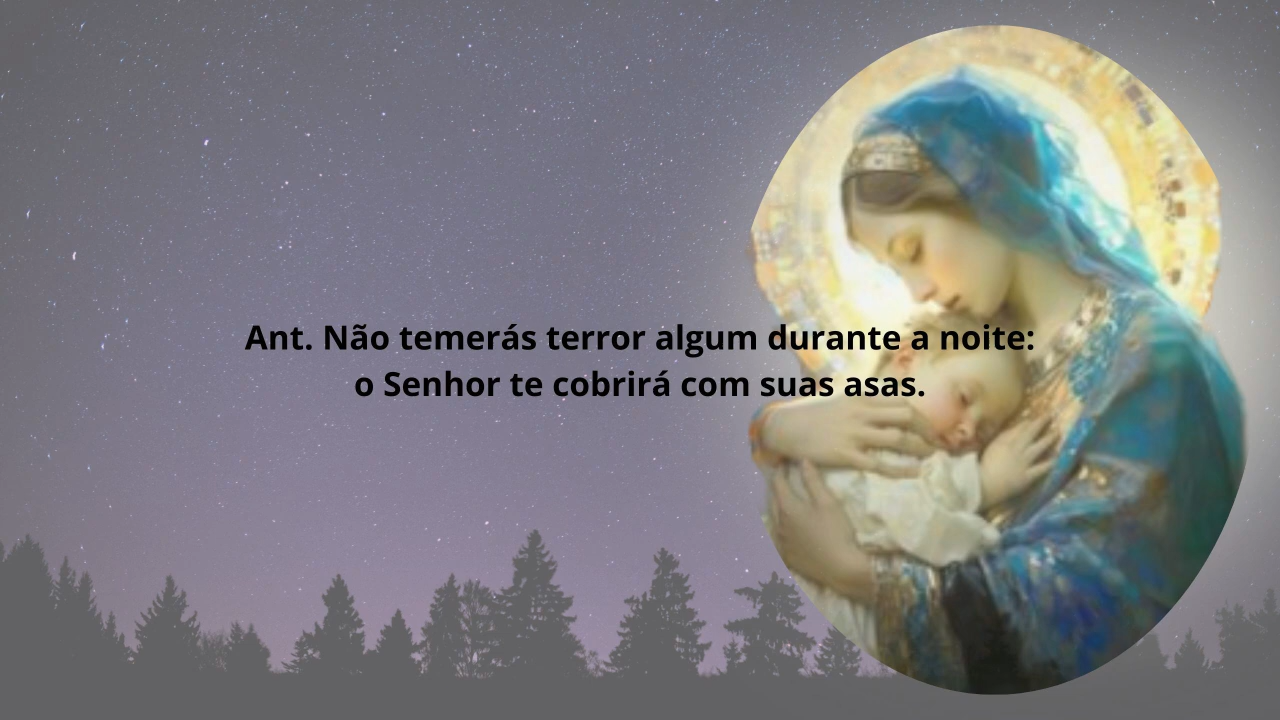 Ant. Não temerás terror algum durante a noite:
o Senhor te cobrirá com suas asas.